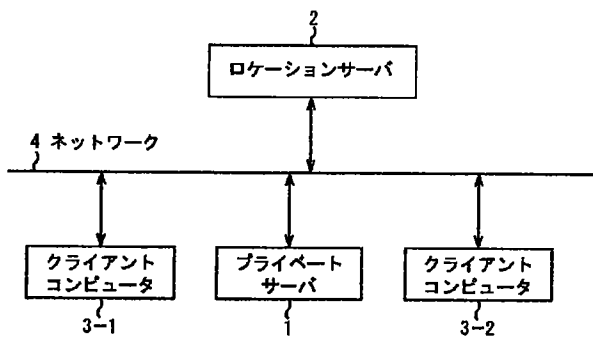 2
ロケーションサーバ
4 ネットワーク
クライアント
コンピュータ
プライベート
サーバ
クライアント
コンピュータ
3-1
1
3-2